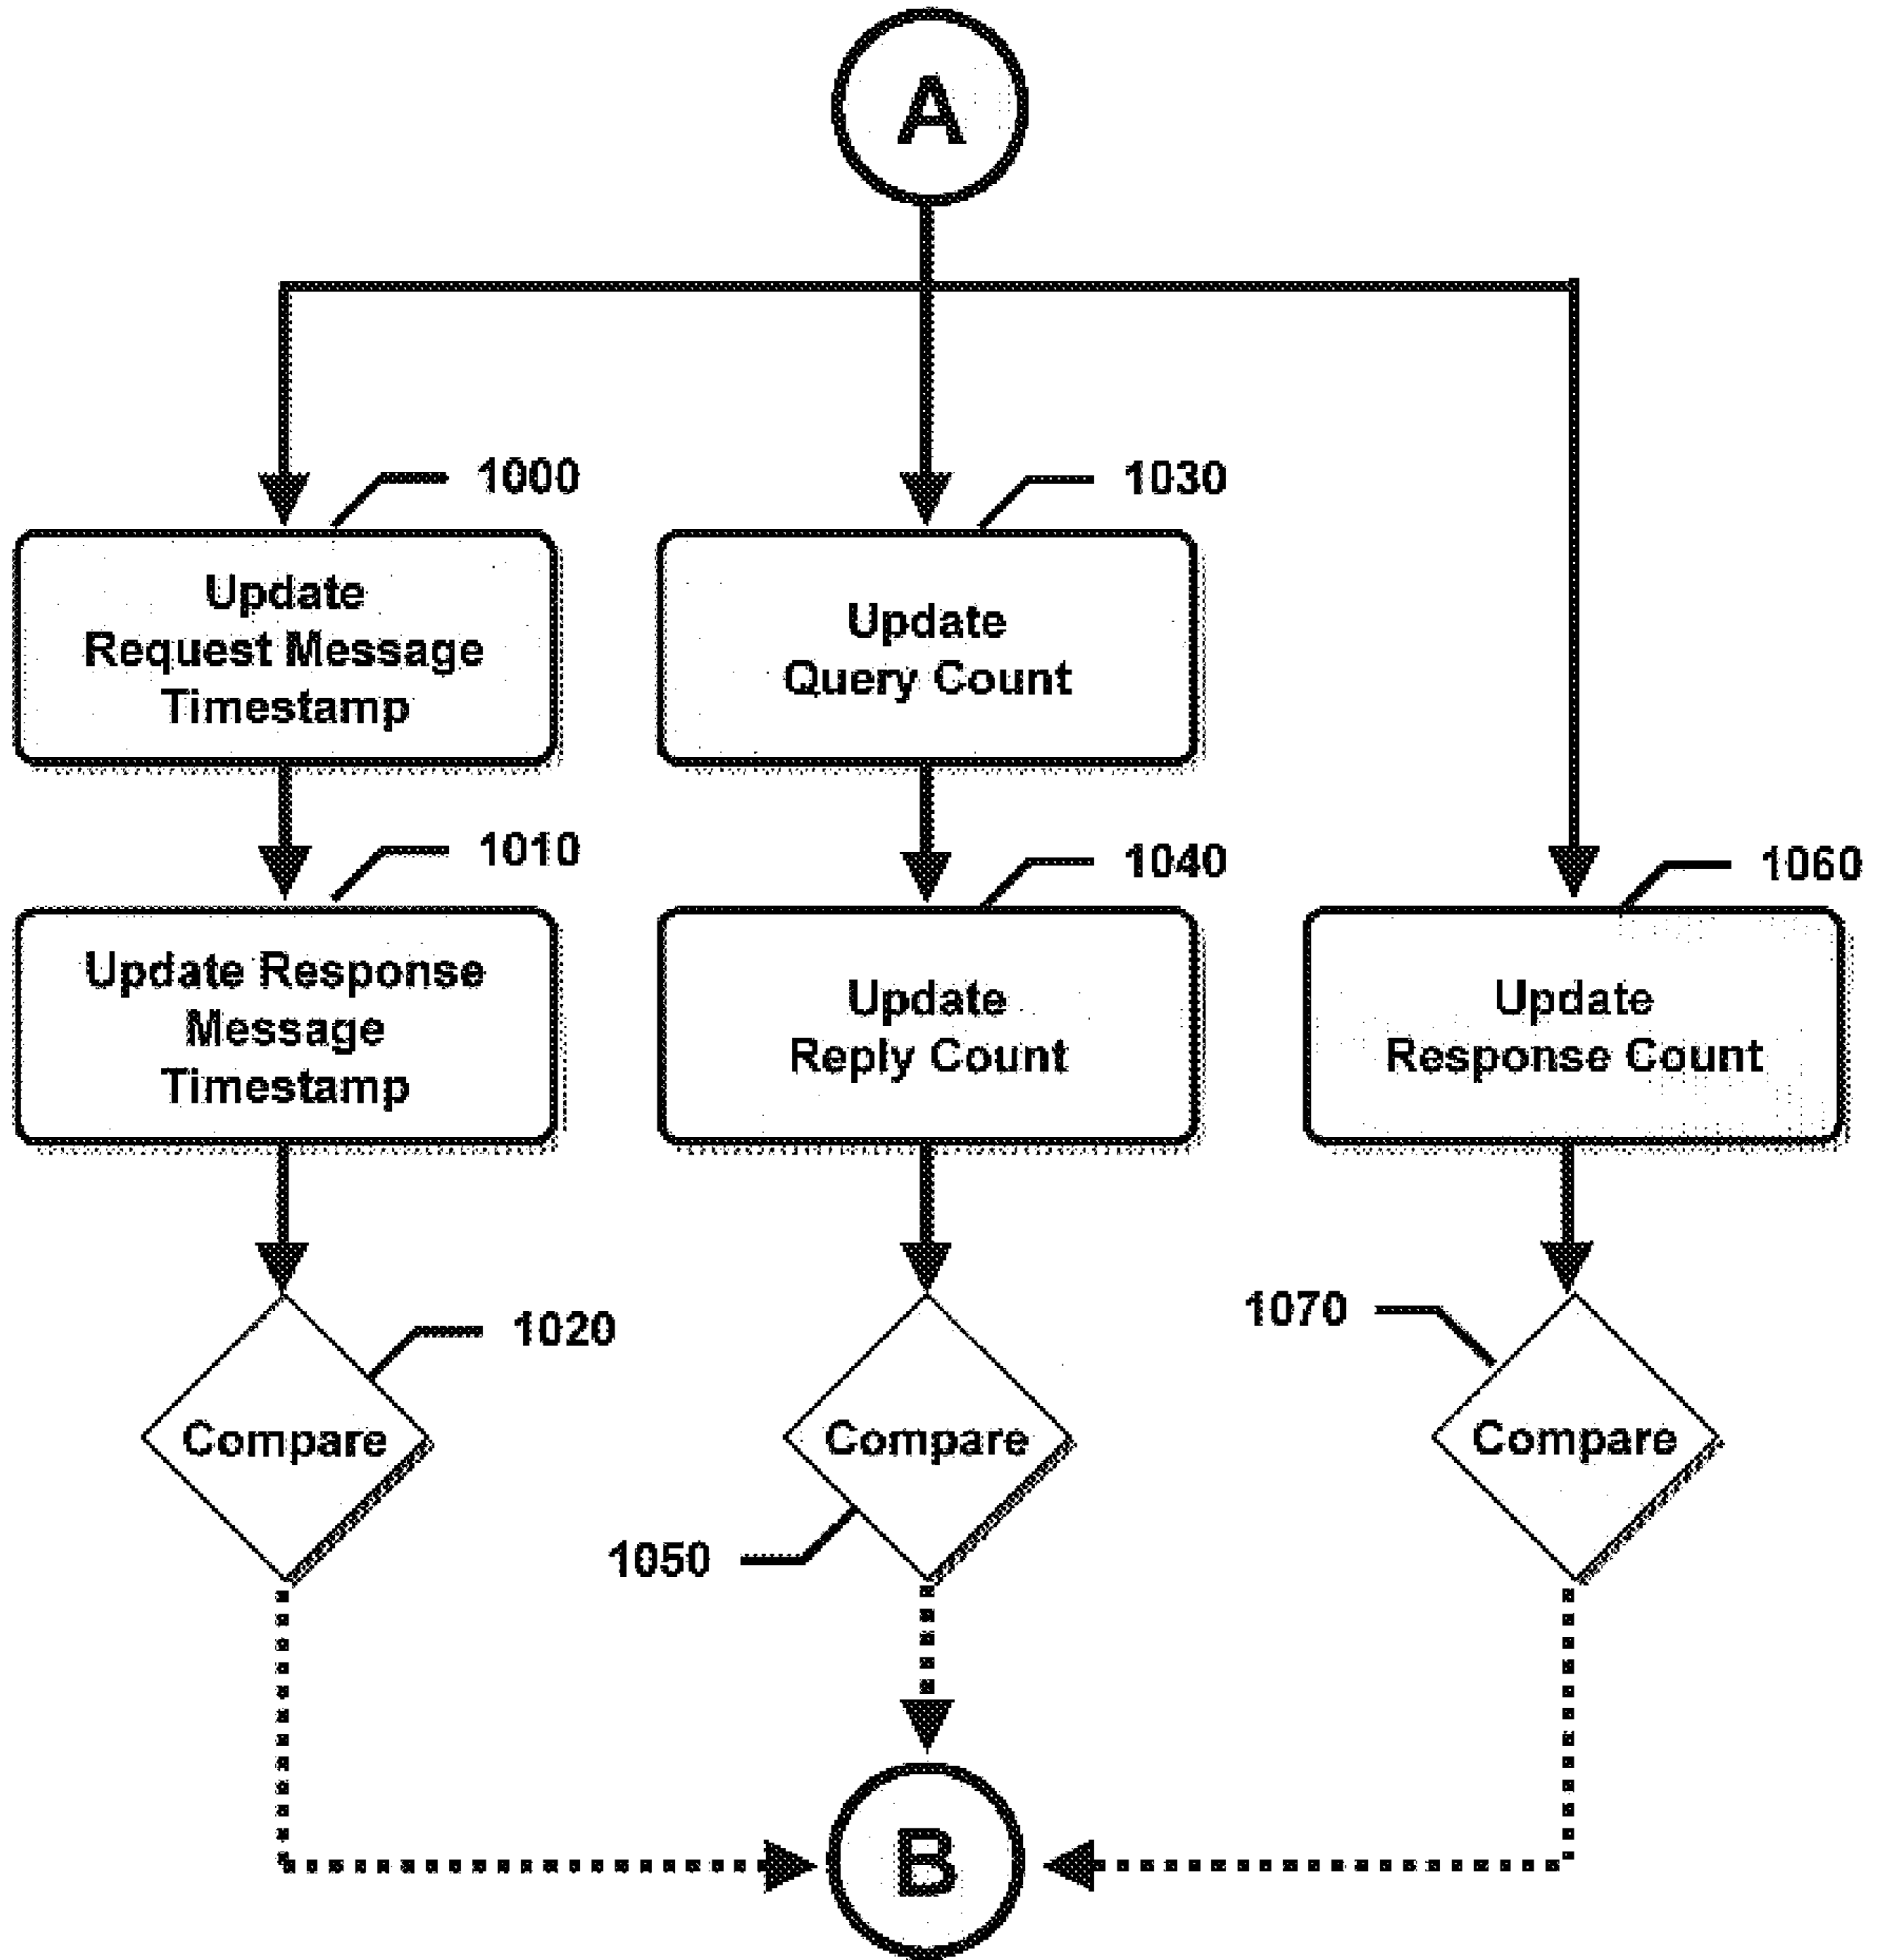 A
1000
Update
Request Message
Timestamp
1030
Update
Query Count
1010
Update Response
Message
Timestamp
1040
Update
Reply Count
1060
Update
Response Count
1020
Compare
1050
Compare
1070
Compare
B